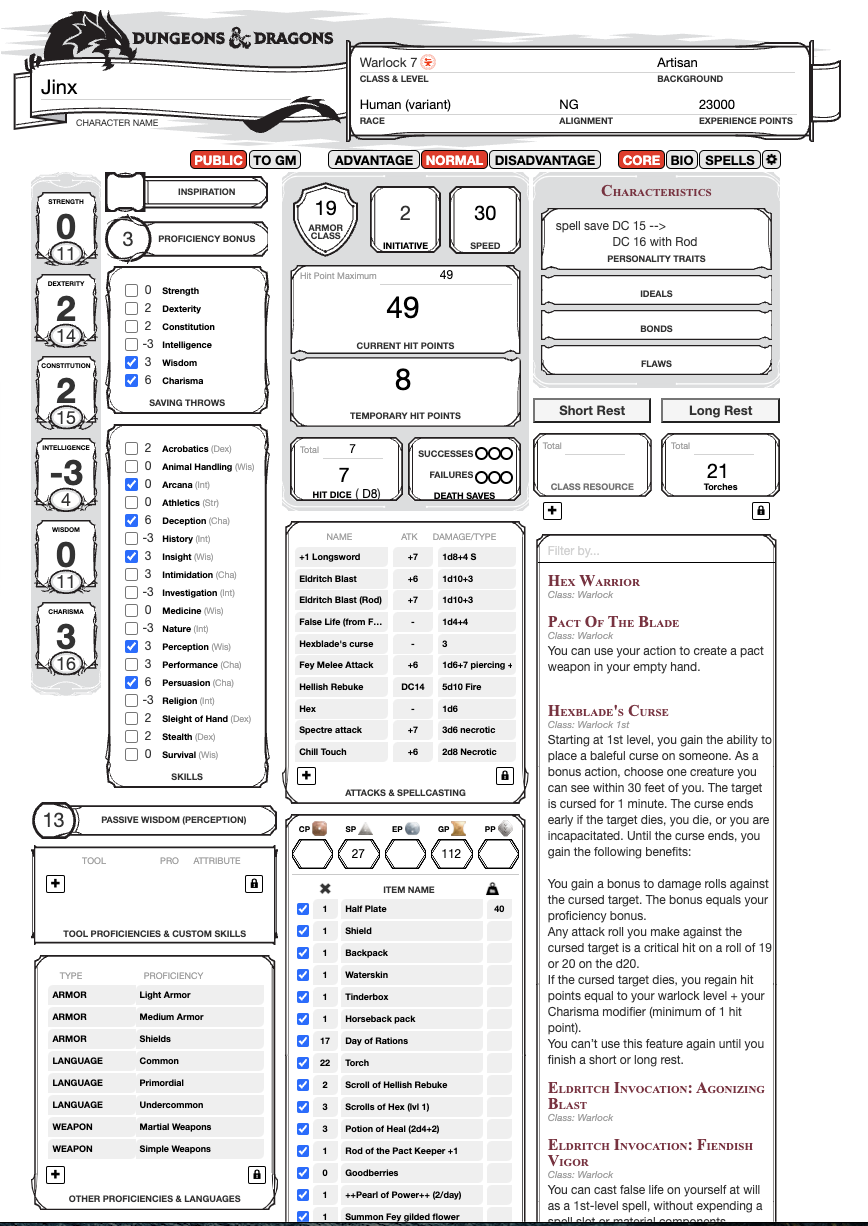 DUNGEONS & DRAGONS
Jinx
CHARACTER NAME
Warlock 7
Artisan
CLASS & LEVEL
BACKGROUND
Human (variant)
NG
23000
RACE
ALIGNMENT
EXPERIENCE POINTS
PUBLIC
TO GM
ADVANTAGE
NORMAL
DISADVANTAGE
CORE
BIO
SPELLS
STRENGTH
0
11
DEXTERITY
2
14
CONSTITUTION
2
15
INTELLIGENCE
-3
4
WISDOM
0
11
CHARISMA
3
16
INSPIRATION
3 PROFICIENCY BONUS
0 Strength
2 Dexterity
2 Constitution
-3 Intelligence
3 Wisdom
6 Charisma
SAVING THROWS
2 Acrobatics (Dex)
0 Animal Handling (Wis)
0 Arcana (Int)
0 Athletics (Str)
6 Deception (Cha)
-3 History (Int)
3 Insight (Wis)
3 Intimidation (Cha)
-3 Investigation (Int)
0 Medicine (Wis)
-3 Nature (Int)
3 Perception (Wis)
3 Performance (Cha)
6 Persuasion (Cha)
-3 Religion (Int)
2 Sleight of Hand (Dex)
2 Stealth (Dex)
0 Survival (Wis)
SKILLS
13 PASSIVE WISDOM (PERCEPTION)
TOOL PRO ATTRIBUTE
TOOL PROFICIENCIES & CUSTOM SKILLS
TYPE PROFICIENCY
ARMOR Light Armor
ARMOR Medium Armor
ARMOR Shields
LANGUAGE Common
LANGUAGE Primordial
LANGUAGE Undercommon
WEAPON Martial Weapons
WEAPON Simple Weapons
OTHER PROFICIENCIES & LANGUAGES
19
ARMOR
CLASS
2
INITIATIVE
30
SPEED
Hit Point Maximum 49
49
CURRENT HIT POINTS
8
TEMPORARY HIT POINTS
Total 7
7
HIT DICE ( D8)
SUCCESSES
FAILURES
DEATH SAVES
NAME ATK DAMAGE/TYPE
+1 Longsword +7 1d8+4 S
Eldritch Blast +6 1d10+3
Eldritch Blast (Rod) +7 1d10+3
False Life (from F... - 1d4+4
Hexblade's curse - 3
Fey Melee Attack +6 1d6+7 piercing +
Hellish Rebuke DC14 5d10 Fire
Hex - 1d6
Spectre attack +7 3d6 necrotic
Chill Touch +6 2d8 Necrotic
ATTACKS & SPELLCASTING
CP SP EP GP PP
27 112
ITEM NAME
1 Half Plate 40
1 Shield
1 Backpack
1 Waterskin
1 Tinderbox
1 Horseback pack
17 Day of Rations
22 Torch
2 Scroll of Hellish Rebuke
3 Scrolls of Hex (lvl 1)
3 Potion of Heal (2d4+2)
1 Rod of the Pact Keeper +1
0 Goodberries
1 ++Pearl of Power++ (2/day)
1 Summon Fey gilded flower
Characteristics
spell save DC 15 -->
DC 16 with Rod
PERSONALITY TRAITS
IDEALS
BONDS
FLAWS
Short Rest
Long Rest
Total
CLASS RESOURCE
Total
21
Torches
Filter by...
Hex Warrior
Class: Warlock
Pact Of The Blade
Class: Warlock
You can use your action to create a pact
weapon in your empty hand.
Hexblade's Curse
Class: Warlock 1st
Starting at 1st level, you gain the ability to
place a baleful curse on someone. As a
bonus action, choose one creature you
can see within 30 feet of you. The target
is cursed for 1 minute. The curse ends
early if the target dies, you die, or you are
incapacitated. Until the curse ends, you
gain the following benefits:
You gain a bonus to damage rolls against
the cursed target. The bonus equals your
proficiency bonus.
Any attack roll you make against the
cursed target is a critical hit on a roll of 19
or 20 on the d20.
If the cursed target dies, you regain hit
points equal to your warlock level + your
Charisma modifier (minimum of 1 hit
point).
You can't use this feature again until you
finish a short or long rest.
Eldritch Invocation: Agonizing
Blast
Class: Warlock
Eldritch Invocation: Fiendish
Vigor
Class: Warlock
You can cast false life on yourself at will
as a 1st-level spell, without expending a
spell slot or material components.